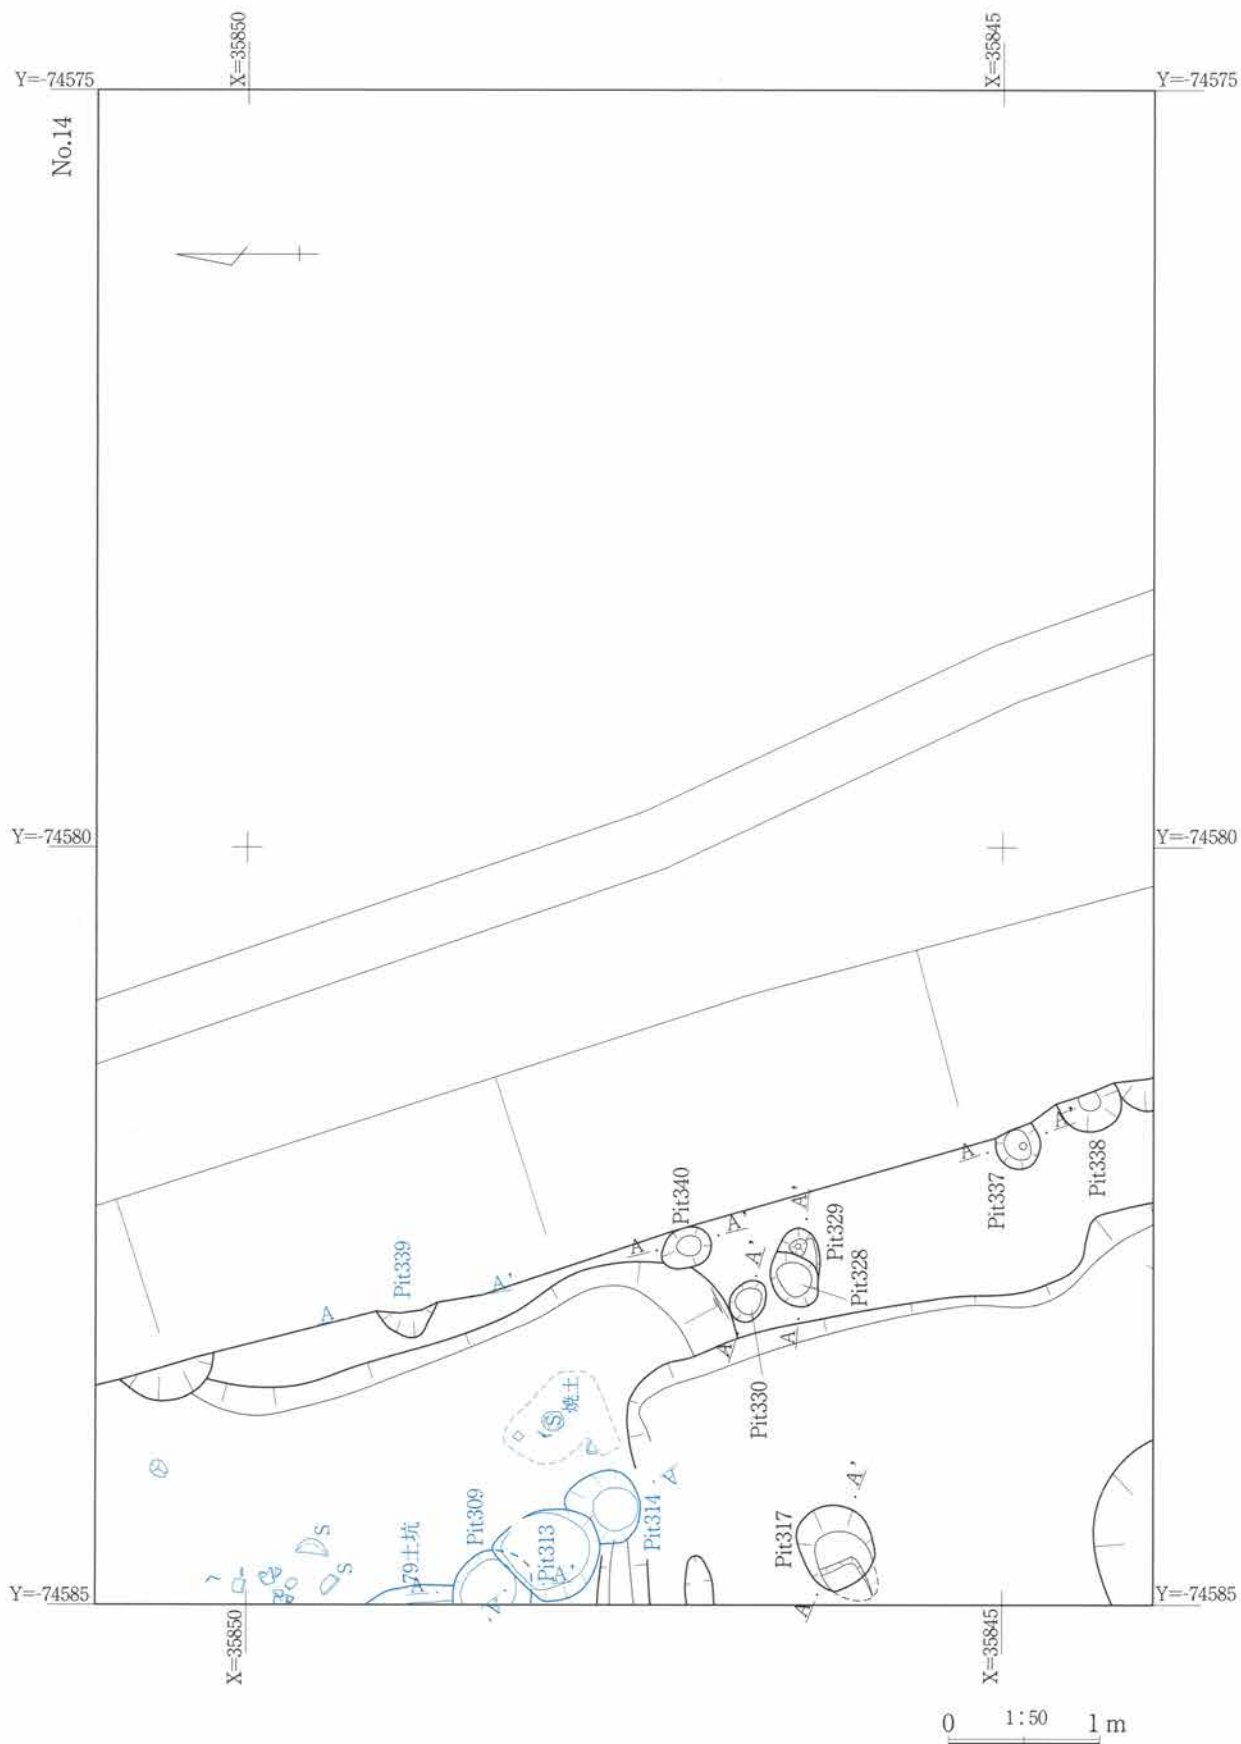 X=35850
X=35845
Y=-74575
Y=-74575
No.14
Y=-74580
Y=-74580
Pit340
A
A'
Pit339
A
A'
A
A'
Pit337
Pit338
A'
Pit329
Pit328
A'
A
A
Pit330
焼土
S
S
S
79土坑
A
Pit309
Pit313
A'
A
Pit314
A
Pit317
A'
A
Y=-74585
Y=-74585
X=35850
X=35845
0
1:50
1 m